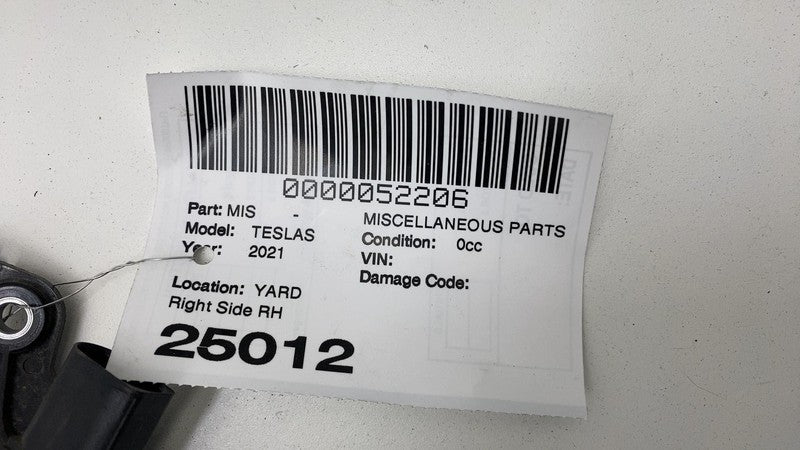 0000052206
Part: MIS - MISCELLANEOUS PARTS
Model: TESLAS Condition: 0cc
Year: 2021 VIN:
Damage Code:
Location: YARD
Right Side RH
25012